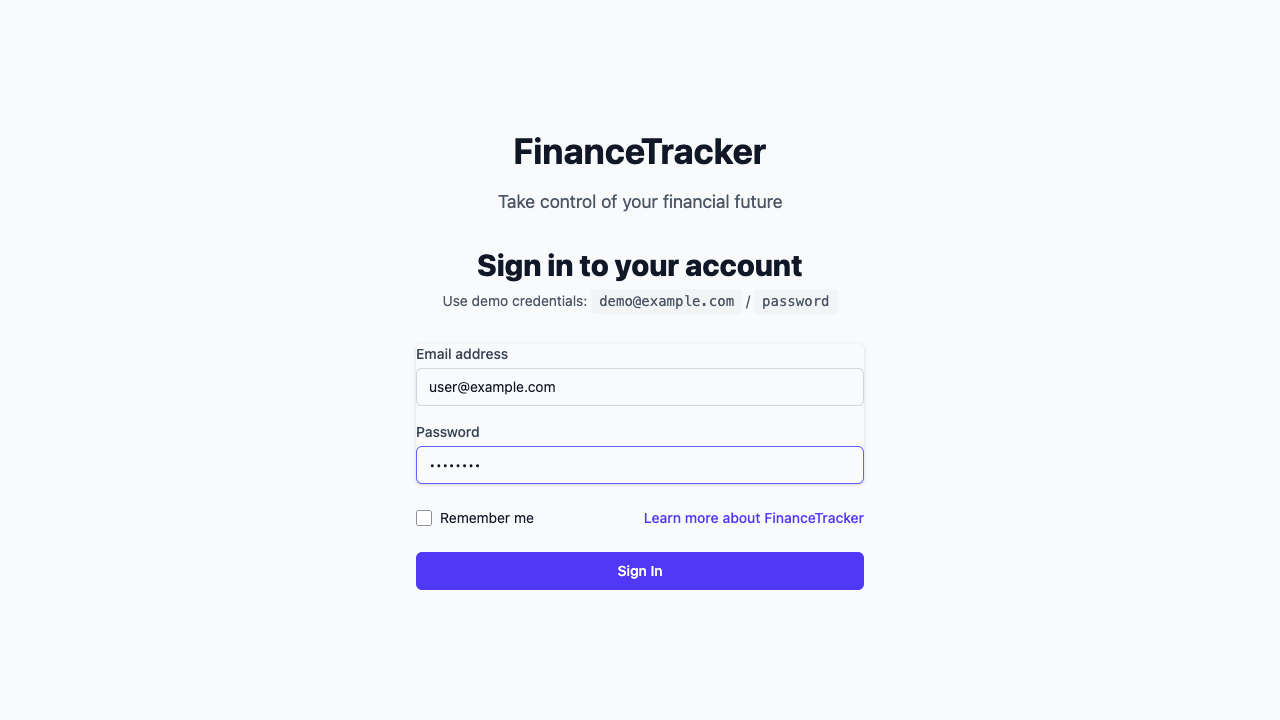 FinanceTracker
Take control of your financial future
Sign in to your account
Use demo credentials: demo@example.com / password
Email address
user@example.com
Password
••••••••
Remember me
Learn more about FinanceTracker
Sign In